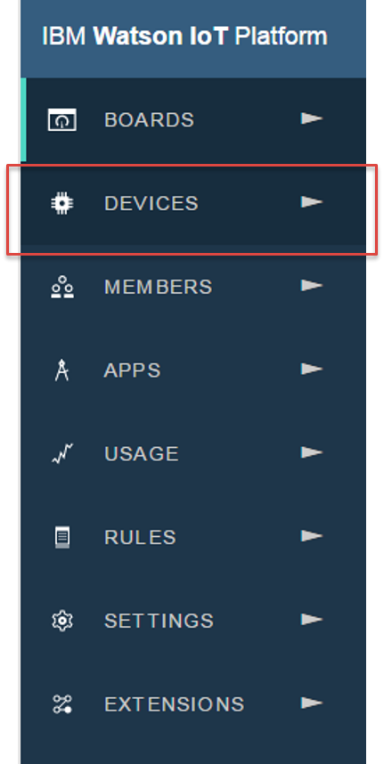 IBM Watson IoT Platform
BOARDS
DEVICES
MEMBERS
APPS
USAGE
RULES
SETTINGS
EXTENSIONS